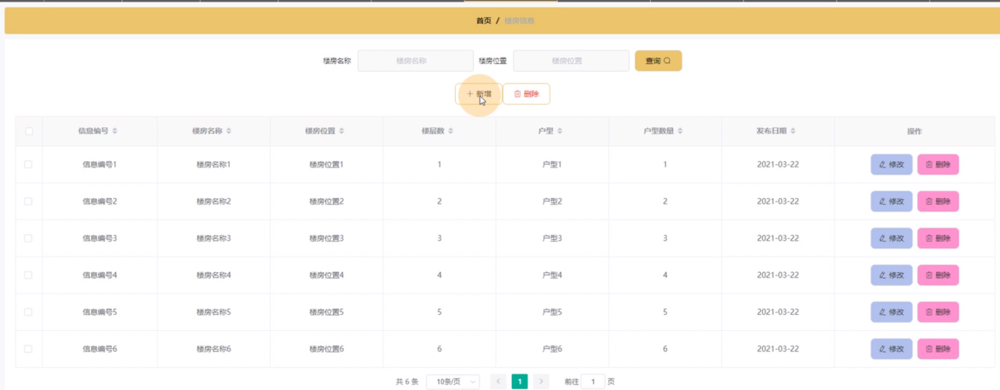 首页 / 楼房信息
楼房名称 楼房名称 楼房位置 楼房位置 查询
新增 删除
信息编号 楼房名称 楼房位置 楼层数 户型 户型数量 发布日期 操作
信息编号1 楼房名称1 楼房位置1 1 户型1 1 2021-03-22 修改 删除
信息编号2 楼房名称2 楼房位置2 2 户型2 2 2021-03-22 修改 删除
信息编号3 楼房名称3 楼房位置3 3 户型3 3 2021-03-22 修改 删除
信息编号4 楼房名称4 楼房位置4 4 户型4 4 2021-03-22 修改 删除
信息编号5 楼房名称5 楼房位置5 5 户型5 5 2021-03-22 修改 删除
信息编号6 楼房名称6 楼房位置6 6 户型6 6 2021-03-22 修改 删除
共 6 条 10条/页 1 前往 1 页